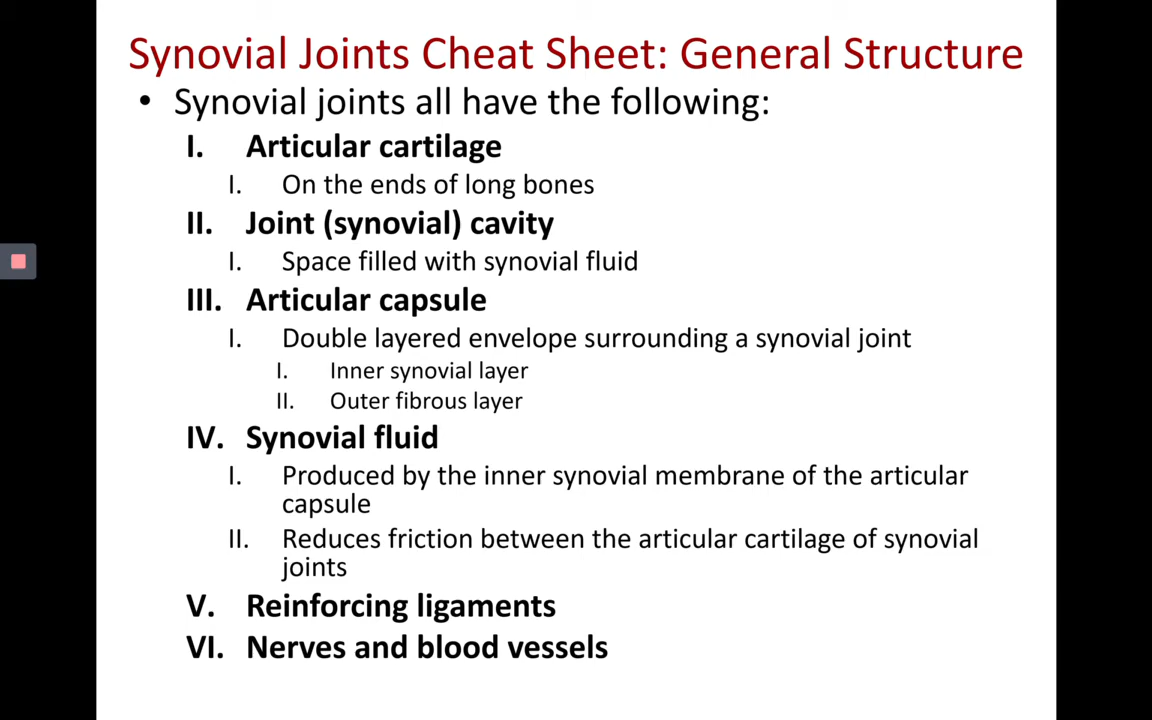 Synovial Joints Cheat Sheet: General Structure
• Synovial joints all have the following:
I. Articular cartilage
I. On the ends of long bones
II. Joint (synovial) cavity
I. Space filled with synovial fluid
III. Articular capsule
I. Double layered envelope surrounding a synovial joint
I. Inner synovial layer
II. Outer fibrous layer
IV. Synovial fluid
I. Produced by the inner synovial membrane of the articular
capsule
II. Reduces friction between the articular cartilage of synovial
joints
V. Reinforcing ligaments
VI. Nerves and blood vessels